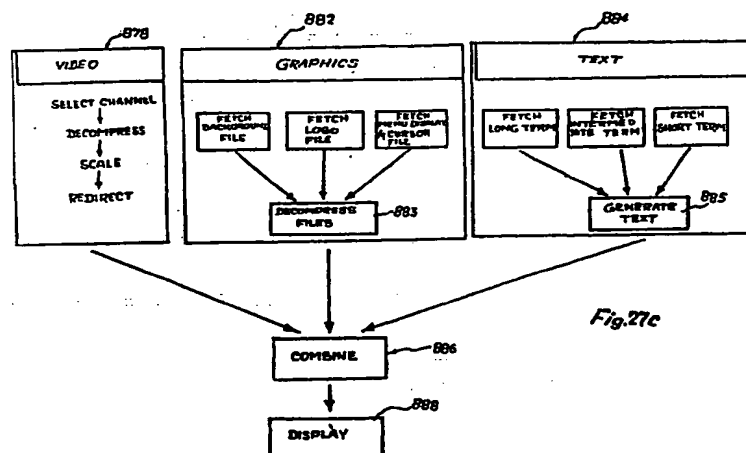 878
VIDEO
SELECT CHANNEL
DECOMPRESS
SCALE
REDIRECT
882
GRAPHICS
FETCH
BACKGROUND
FILE
FETCH
LOGO
FILE
FETCH
MENU DISPLAY
& CURSOR
FILE
DECOMPRESS
FILES
883
884
TEXT
FETCH
LONG TERM
FETCH
INTERMED
IATE TERM
FETCH
SHORT TERM
GENERATE
TEXT
885
Fig.27c
COMBINE
886
DISPLAY
888